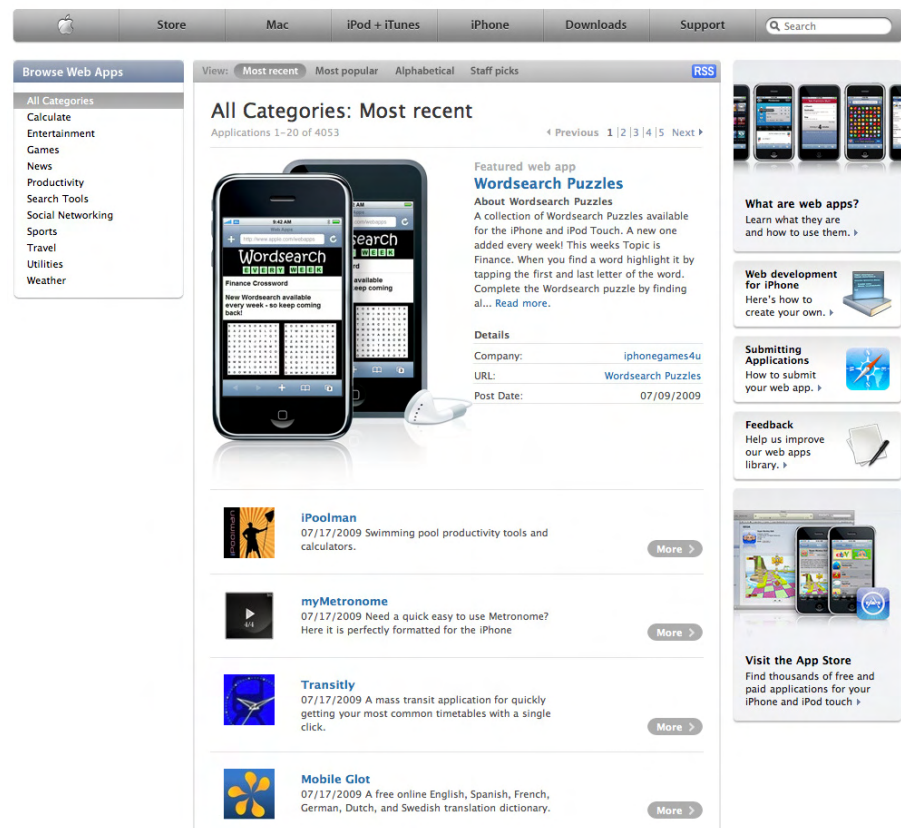 Store
Mac
iPod + iTunes
iPhone
Downloads
Support
Search
Browse Web Apps
All Categories
Calculate
Entertainment
Games
News
Productivity
Search Tools
Social Networking
Sports
Travel
Utilities
Weather
View:
Most recent
Most popular
Alphabetical
Staff picks
RSS
All Categories: Most recent
Applications 1–20 of 4053
Previous 1 | 2 | 3 | 4 | 5 Next
9:42 AM
Web Apps
http://www.apple.com/webapps
Wordsearch
EVERY WEEK
Finance Crossword
New Wordsearch available
every week - so keep coming
back!
Featured web app
Wordsearch Puzzles
About Wordsearch Puzzles
A collection of Wordsearch Puzzles available
for the iPhone and iPod Touch. A new one
added every week! This weeks Topic is
Finance. When you find a word highlight it by
tapping the first and last letter of the word.
Complete the Wordsearch puzzle by finding
al... Read more.
Details
Company: iphonegames4u
URL: Wordsearch Puzzles
Post Date: 07/09/2009
iPoolman
07/17/2009 Swimming pool productivity tools and
calculators.
More
myMetronome
4/4
07/17/2009 Need a quick easy to use Metronome?
Here it is perfectly formatted for the iPhone
More
Transitly
07/17/2009 A mass transit application for quickly
getting your most common timetables with a single
click.
More
Mobile Glot
07/17/2009 A free online English, Spanish, French,
German, Dutch, and Swedish translation dictionary.
More
What are web apps?
Learn what they are
and how to use them.
Web development
for iPhone
Here's how to
create your own.
Submitting
Applications
How to submit
your web app.
Feedback
Help us improve
our web apps
library.
Visit the App Store
Find thousands of free and
paid applications for your
iPhone and iPod touch